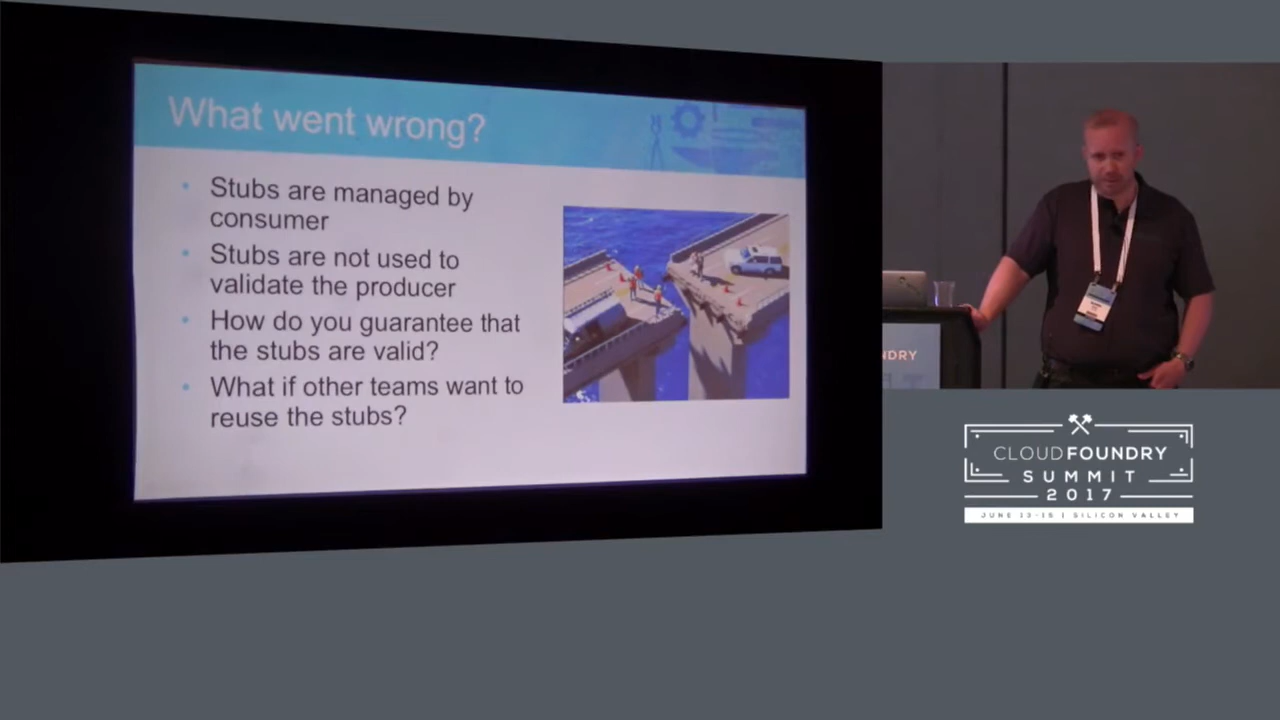 What went wrong?
• Stubs are managed by
consumer
• Stubs are not used to
validate the producer
• How do you guarantee that
the stubs are valid?
• What if other teams want to
reuse the stubs?
NDRY
CLOUDFOUNDRY
SUMMIT
2017
JUNE 13-15 | SILICON VALLEY